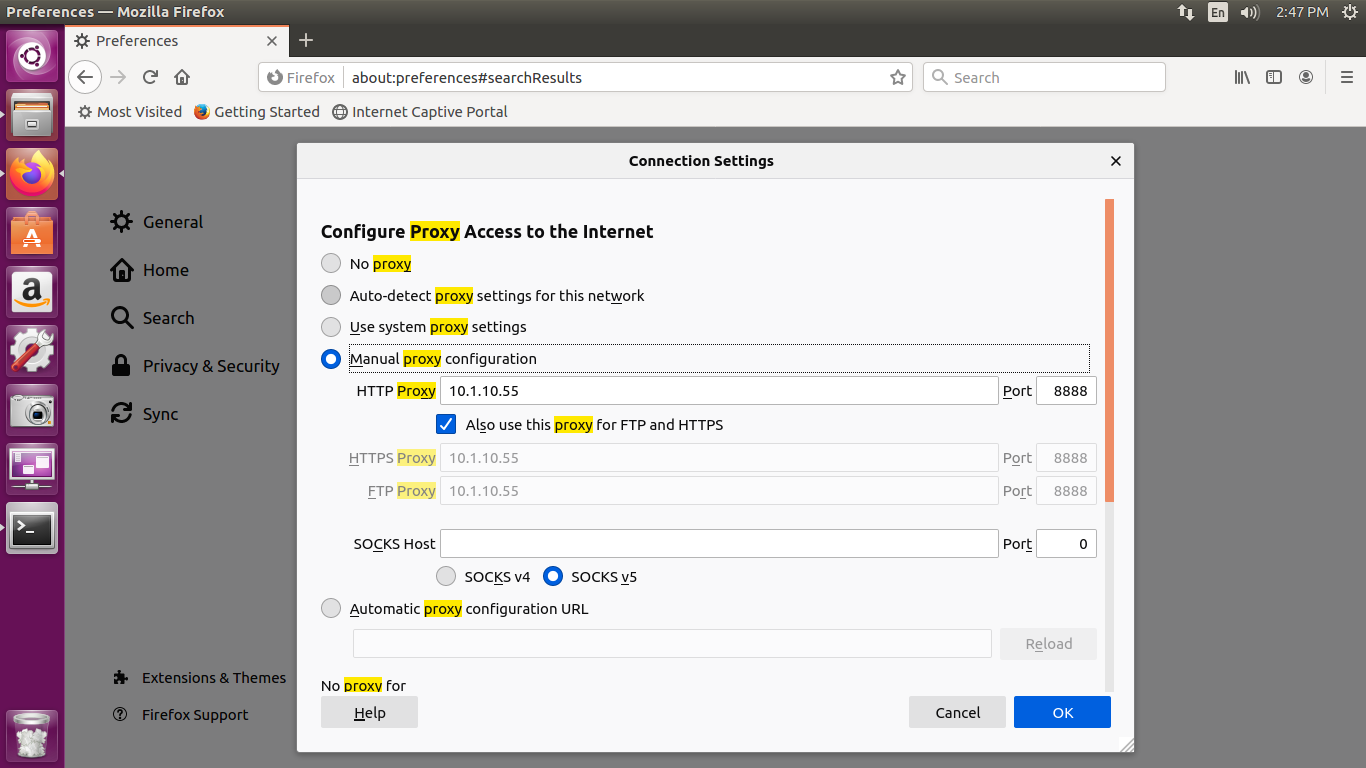 Preferences — Mozilla Firefox
En
2:47 PM
Preferences
Firefox
about:preferences#searchResults
Search
Most Visited
Getting Started
Internet Captive Portal
General
Home
Search
Privacy & Security
Sync
Extensions & Themes
Firefox Support
Connection Settings
Configure Proxy Access to the Internet
No proxy
Auto-detect proxy settings for this network
Use system proxy settings
Manual proxy configuration
HTTP Proxy 10.1.10.55 Port 8888
Also use this proxy for FTP and HTTPS
HTTPS Proxy 10.1.10.55 Port 8888
FTP Proxy 10.1.10.55 Port 8888
SOCKS Host Port 0
SOCKS v4 SOCKS v5
Automatic proxy configuration URL
Reload
No proxy for
Help Cancel OK